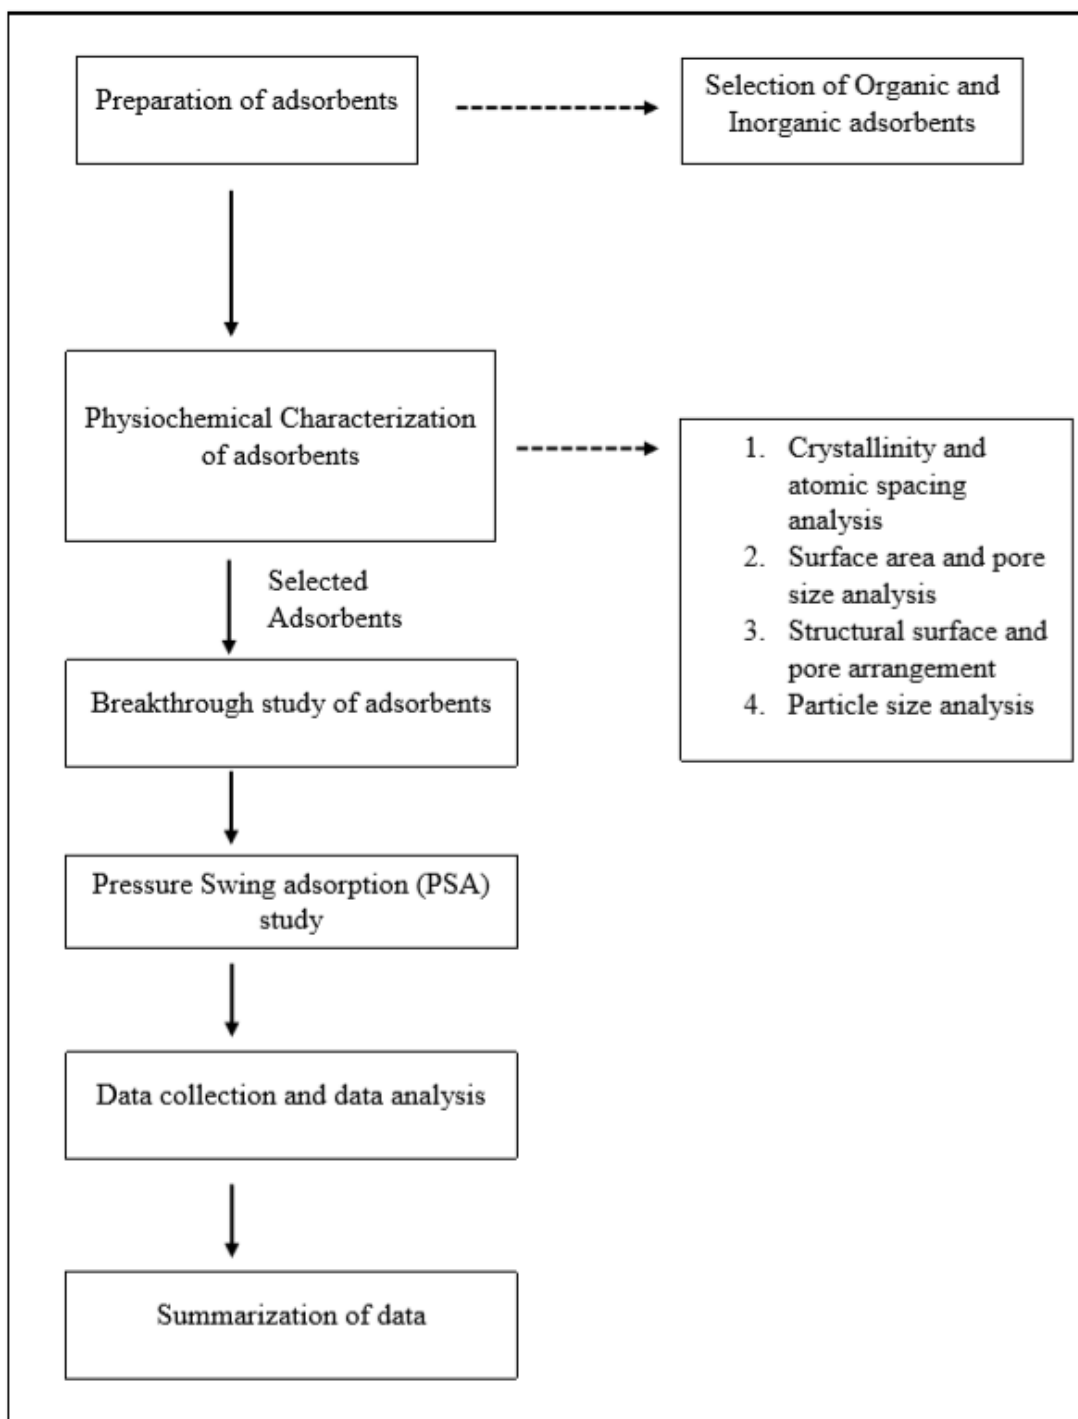 Preparation of adsorbents
Selection of Organic and
Inorganic adsorbents
Physiochemical Characterization
of adsorbents
1. Crystallinity and
atomic spacing
analysis
2. Surface area and pore
size analysis
3. Structural surface and
pore arrangement
4. Particle size analysis
Selected
Adsorbents
Breakthrough study of adsorbents
Pressure Swing adsorption (PSA)
study
Data collection and data analysis
Summarization of data